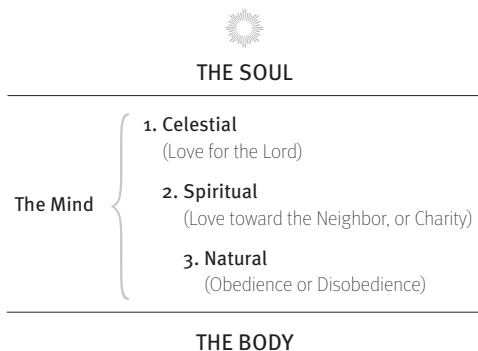 THE SOUL
1. Celestial
(Love for the Lord)
The Mind
2. Spiritual
(Love toward the Neighbor, or Charity)
3. Natural
(Obedience or Disobedience)
THE BODY